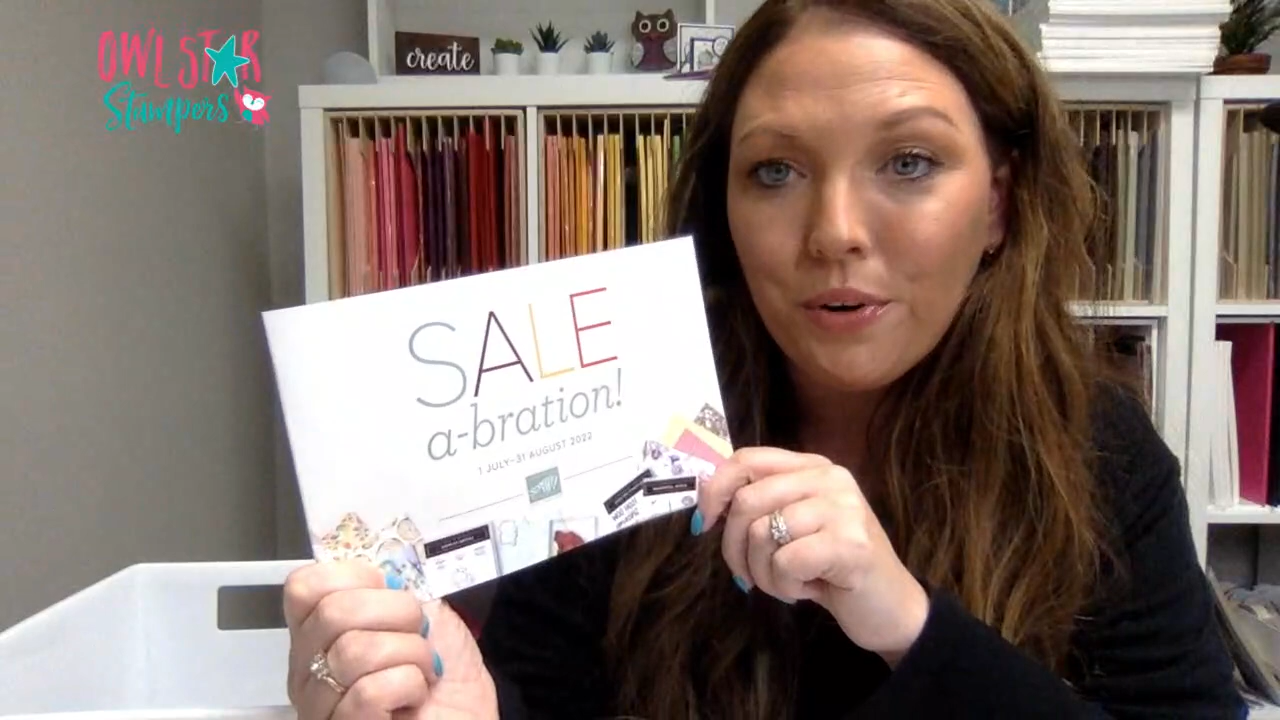 OWL STAR
Stampers
create
SALE
a-bration!
1 JULY–31 AUGUST 2022